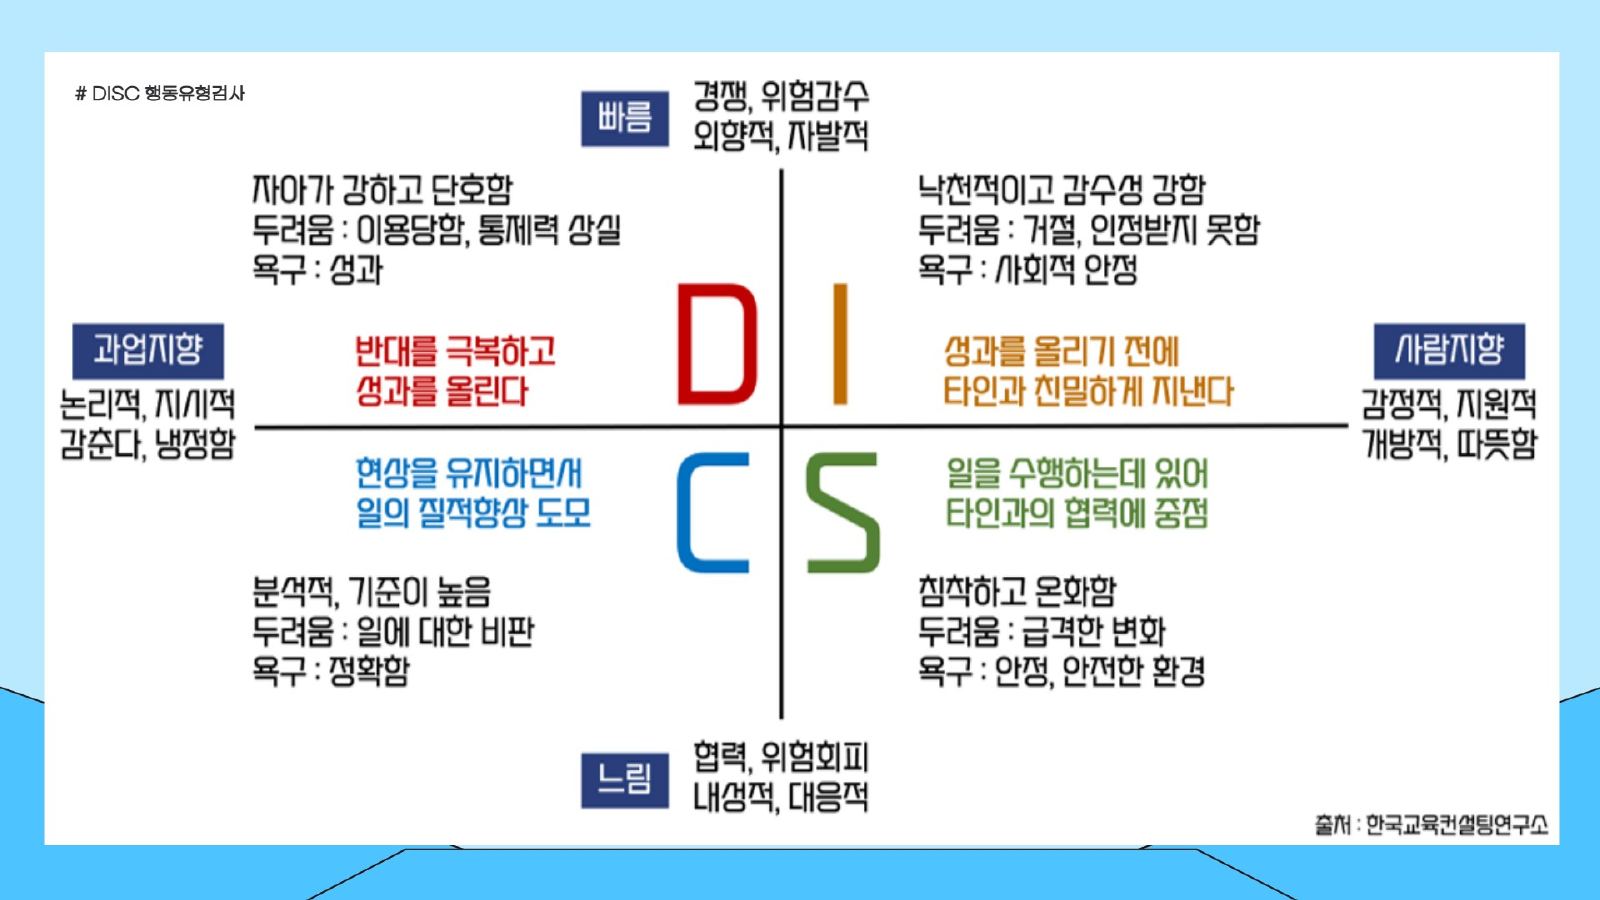 # DISC 행동유형검사
빠름
경쟁, 위험감수
외향적, 자발적
자아가 강하고 단호함
두려움 : 이용당함, 통제력 상실
욕구 : 성과
낙천적이고 감수성 강함
두려움 : 거절, 인정받지 못함
욕구 : 사회적 안정
D
I
과업지향
논리적, 지시적
감춘다, 냉정함
반대를 극복하고
성과를 올린다
성과를 올리기 전에
타인과 친밀하게 지낸다
사람지향
감정적, 지원적
개방적, 따뜻함
현상을 유지하면서
일의 질적향상 도모
C
S
일을 수행하는데 있어
타인과의 협력에 중점
분석적, 기준이 높음
두려움 : 일에 대한 비판
욕구 : 정확함
침착하고 온화함
두려움 : 급격한 변화
욕구 : 안정, 안전한 환경
느림
협력, 위험회피
내성적, 대응적
출처 : 한국교육컨설팅연구소